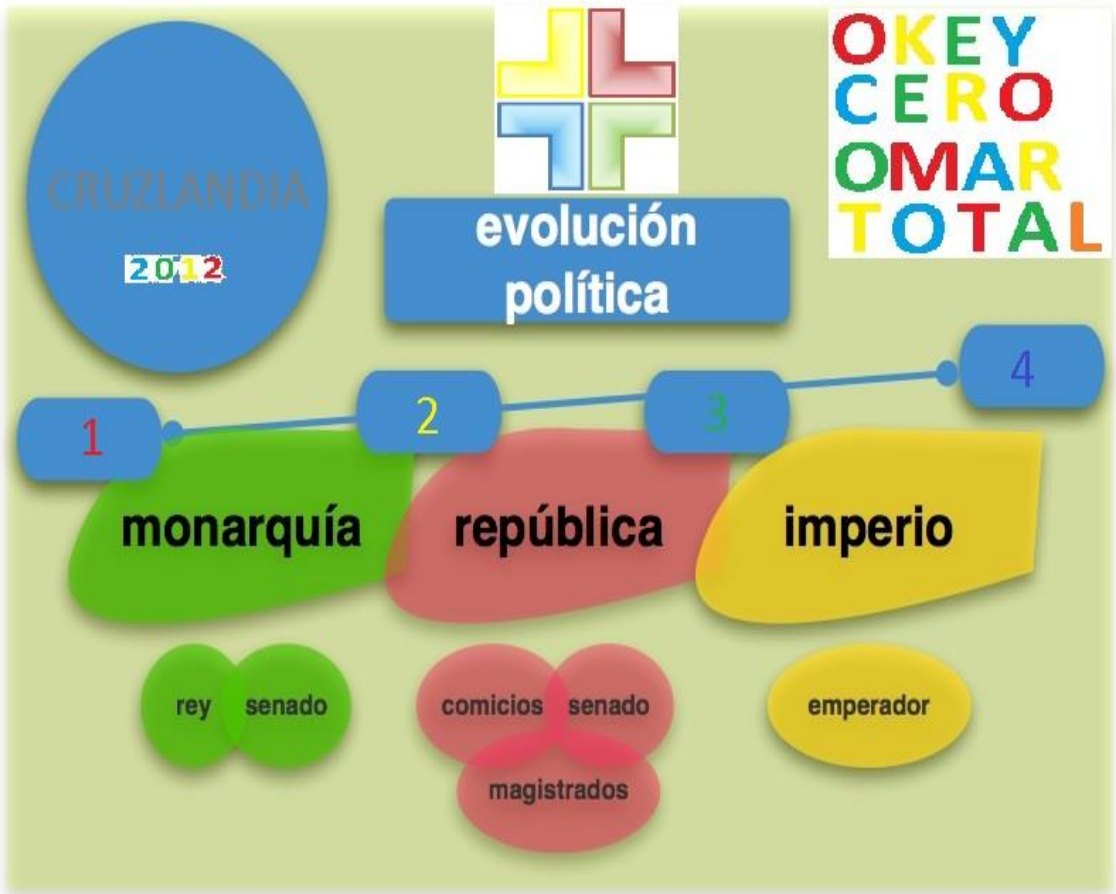 CRUZLANDIA
2012
evolución
política
OKEY
CERO
OMAR
TOTAL
1
2
3
4
monarquía
república
imperio
rey
senado
comicios
senado
magistrados
emperador